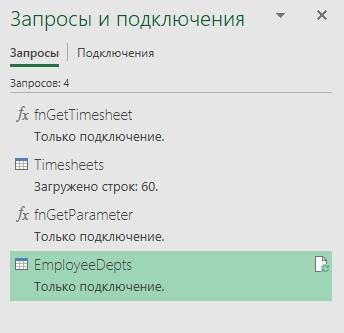 Запросы и подключения
Запросы Подключения
Запросов: 4
fx fnGetTimesheet
Только подключение.
Timesheets
Загружено строк: 60.
fx fnGetParameter
Только подключение.
EmployeeDepts
Только подключение.